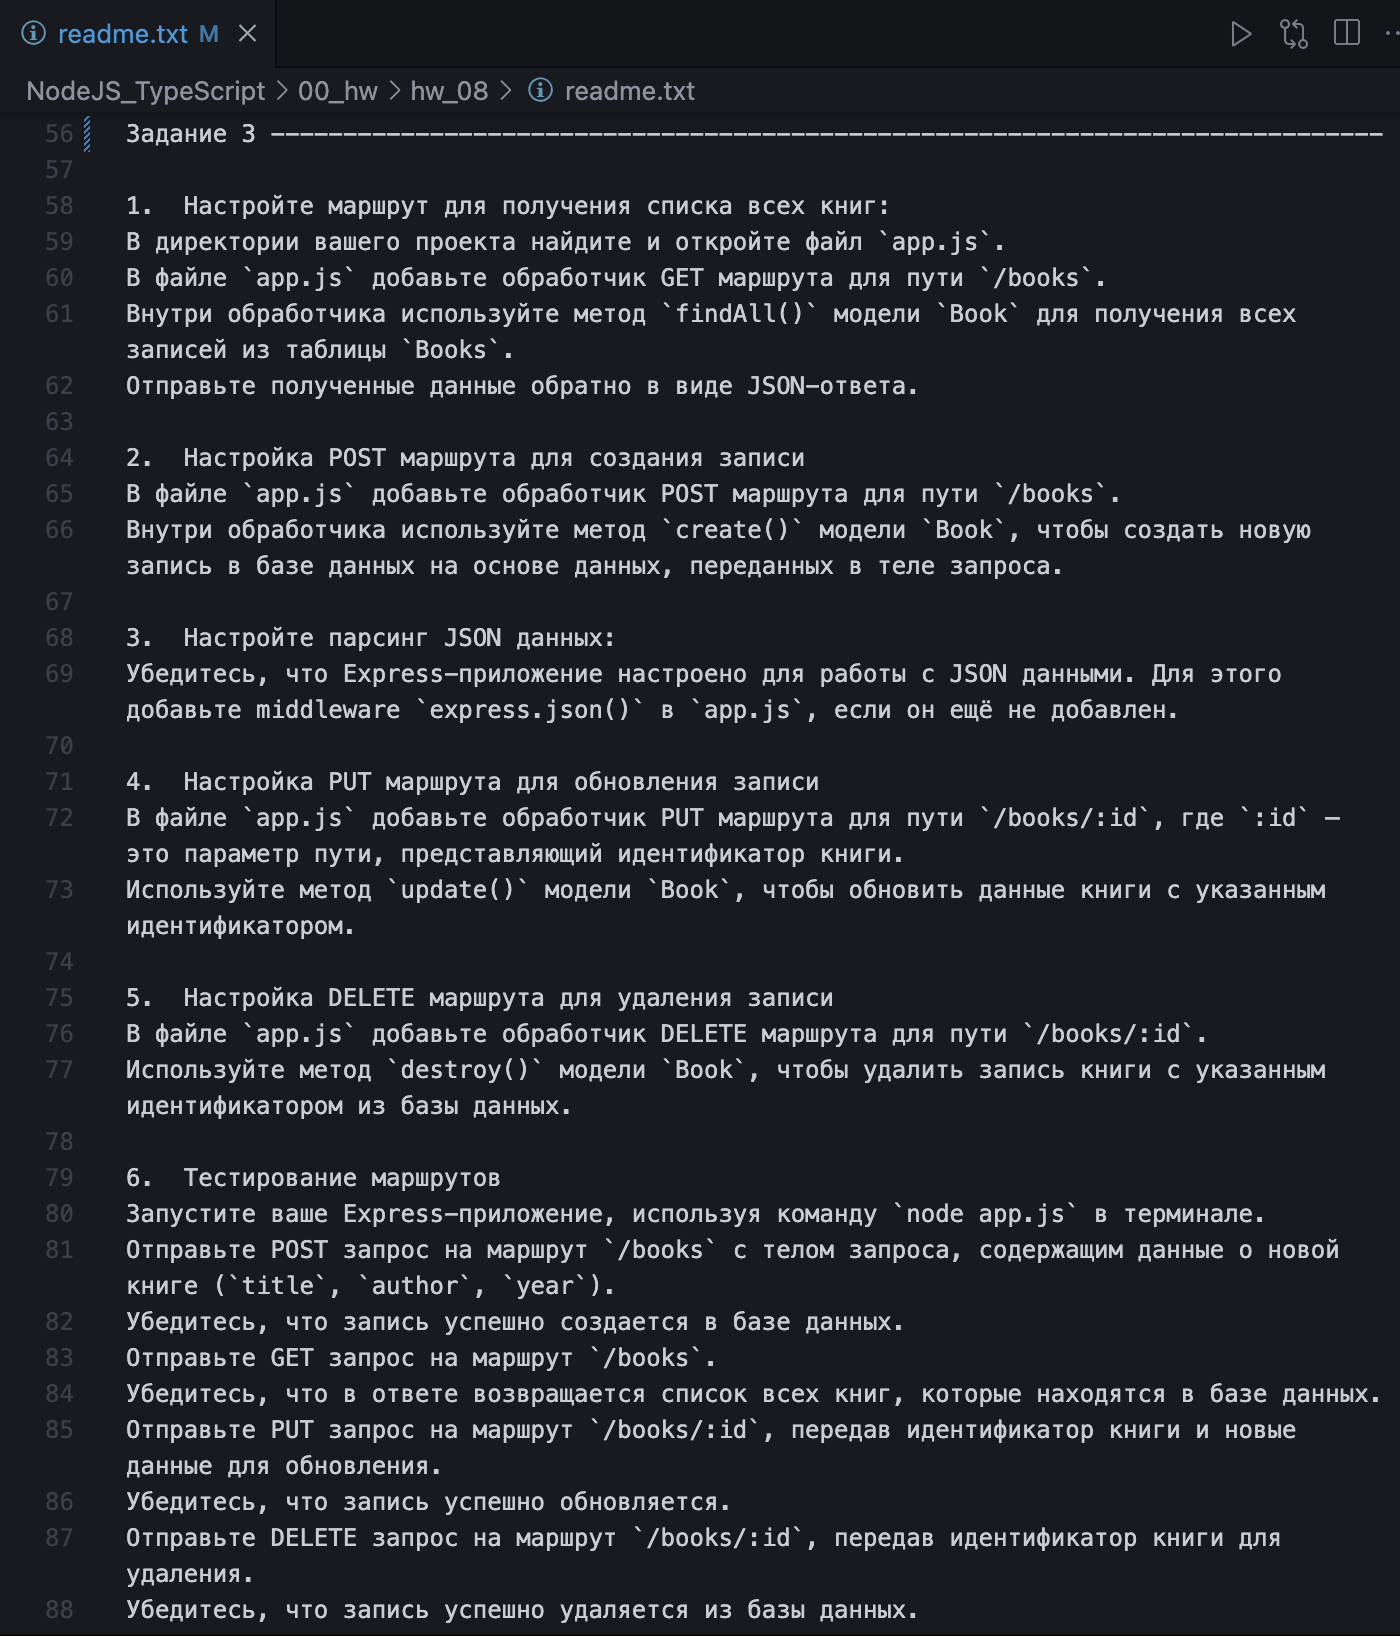 readme.txt M
NodeJS_TypeScript > 00_hw > hw_08 > readme.txt
56 Задание 3 -----------------------------------------------------------------------------
57
58 1.  Настройте маршрут для получения списка всех книг:
59 В директории вашего проекта найдите и откройте файл `app.js`.
60 В файле `app.js` добавьте обработчик GET маршрута для пути `/books`.
61 Внутри обработчика используйте метод `findAll()` модели `Book` для получения всех
записей из таблицы `Books`.
62 Отправьте полученные данные обратно в виде JSON-ответа.
63
64 2.  Настройка POST маршрута для создания записи
65 В файле `app.js` добавьте обработчик POST маршрута для пути `/books`.
66 Внутри обработчика используйте метод `create()` модели `Book`, чтобы создать новую
запись в базе данных на основе данных, переданных в теле запроса.
67
68 3.  Настройте парсинг JSON данных:
69 Убедитесь, что Express-приложение настроено для работы с JSON данными. Для этого
добавьте middleware `express.json()` в `app.js`, если он ещё не добавлен.
70
71 4.  Настройка PUT маршрута для обновления записи
72 В файле `app.js` добавьте обработчик PUT маршрута для пути `/books/:id`, где `:id` —
это параметр пути, представляющий идентификатор книги.
73 Используйте метод `update()` модели `Book`, чтобы обновить данные книги с указанным
идентификатором.
74
75 5.  Настройка DELETE маршрута для удаления записи
76 В файле `app.js` добавьте обработчик DELETE маршрута для пути `/books/:id`.
77 Используйте метод `destroy()` модели `Book`, чтобы удалить запись книги с указанным
идентификатором из базы данных.
78
79 6.  Тестирование маршрутов
80 Запустите ваше Express-приложение, используя команду `node app.js` в терминале.
81 Отправьте POST запрос на маршрут `/books` с телом запроса, содержащим данные о новой
книге (`title`, `author`, `year`).
82 Убедитесь, что запись успешно создается в базе данных.
83 Отправьте GET запрос на маршрут `/books`.
84 Убедитесь, что в ответе возвращается список всех книг, которые находятся в базе данных.
85 Отправьте PUT запрос на маршрут `/books/:id`, передав идентификатор книги и новые
данные для обновления.
86 Убедитесь, что запись успешно обновляется.
87 Отправьте DELETE запрос на маршрут `/books/:id`, передав идентификатор книги для
удаления.
88 Убедитесь, что запись успешно удаляется из базы данных.